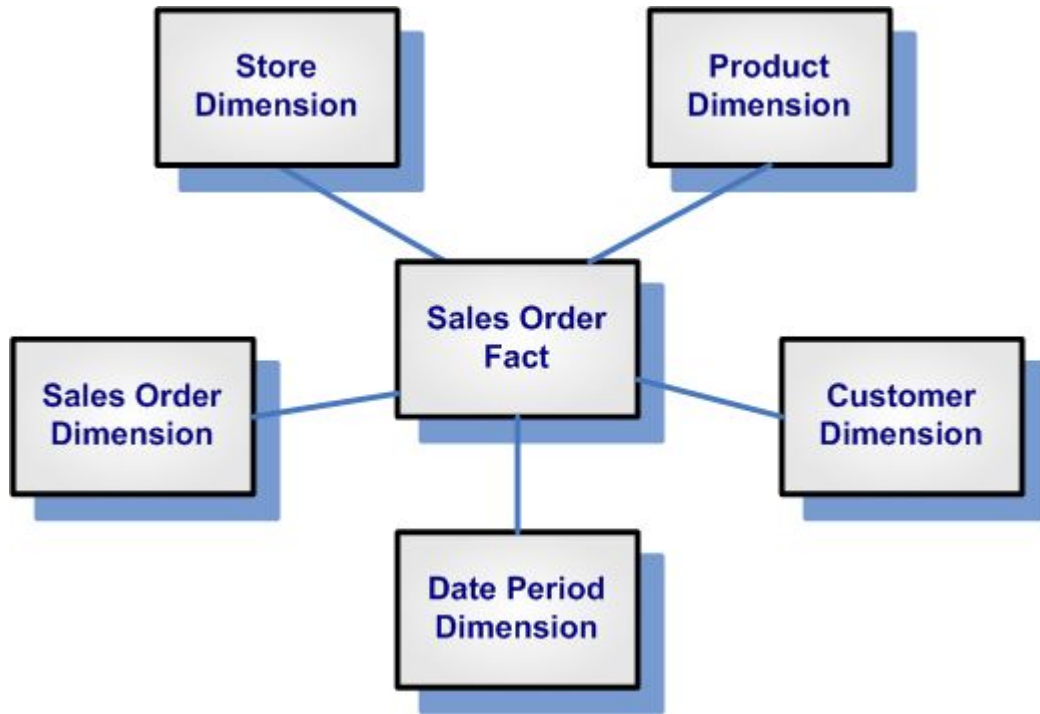 Store
Dimension
Product
Dimension
Sales Order
Fact
Sales Order
Dimension
Customer
Dimension
Date Period
Dimension